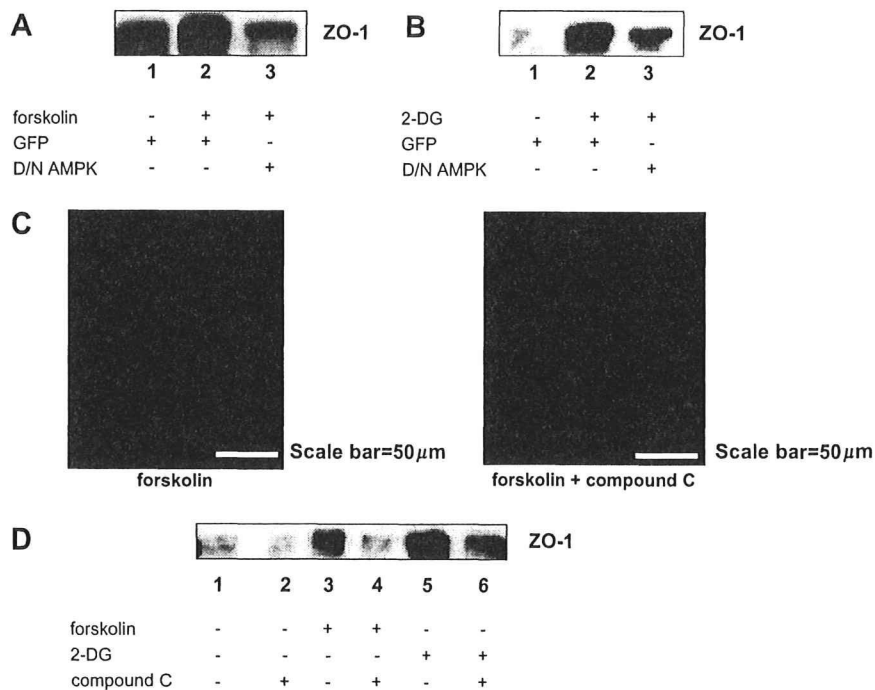 A ZO-1 B ZO-1
1 2 3 1 2 3
forskolin - + + 2-DG - + +
GFP + + - GFP + + -
D/N AMPK - - + D/N AMPK - - +
C
Scale bar=50μm Scale bar=50μm
forskolin forskolin + compound C
D ZO-1
1 2 3 4 5 6
forskolin - - + + - -
2-DG - - - - + +
compound C - + - + - +